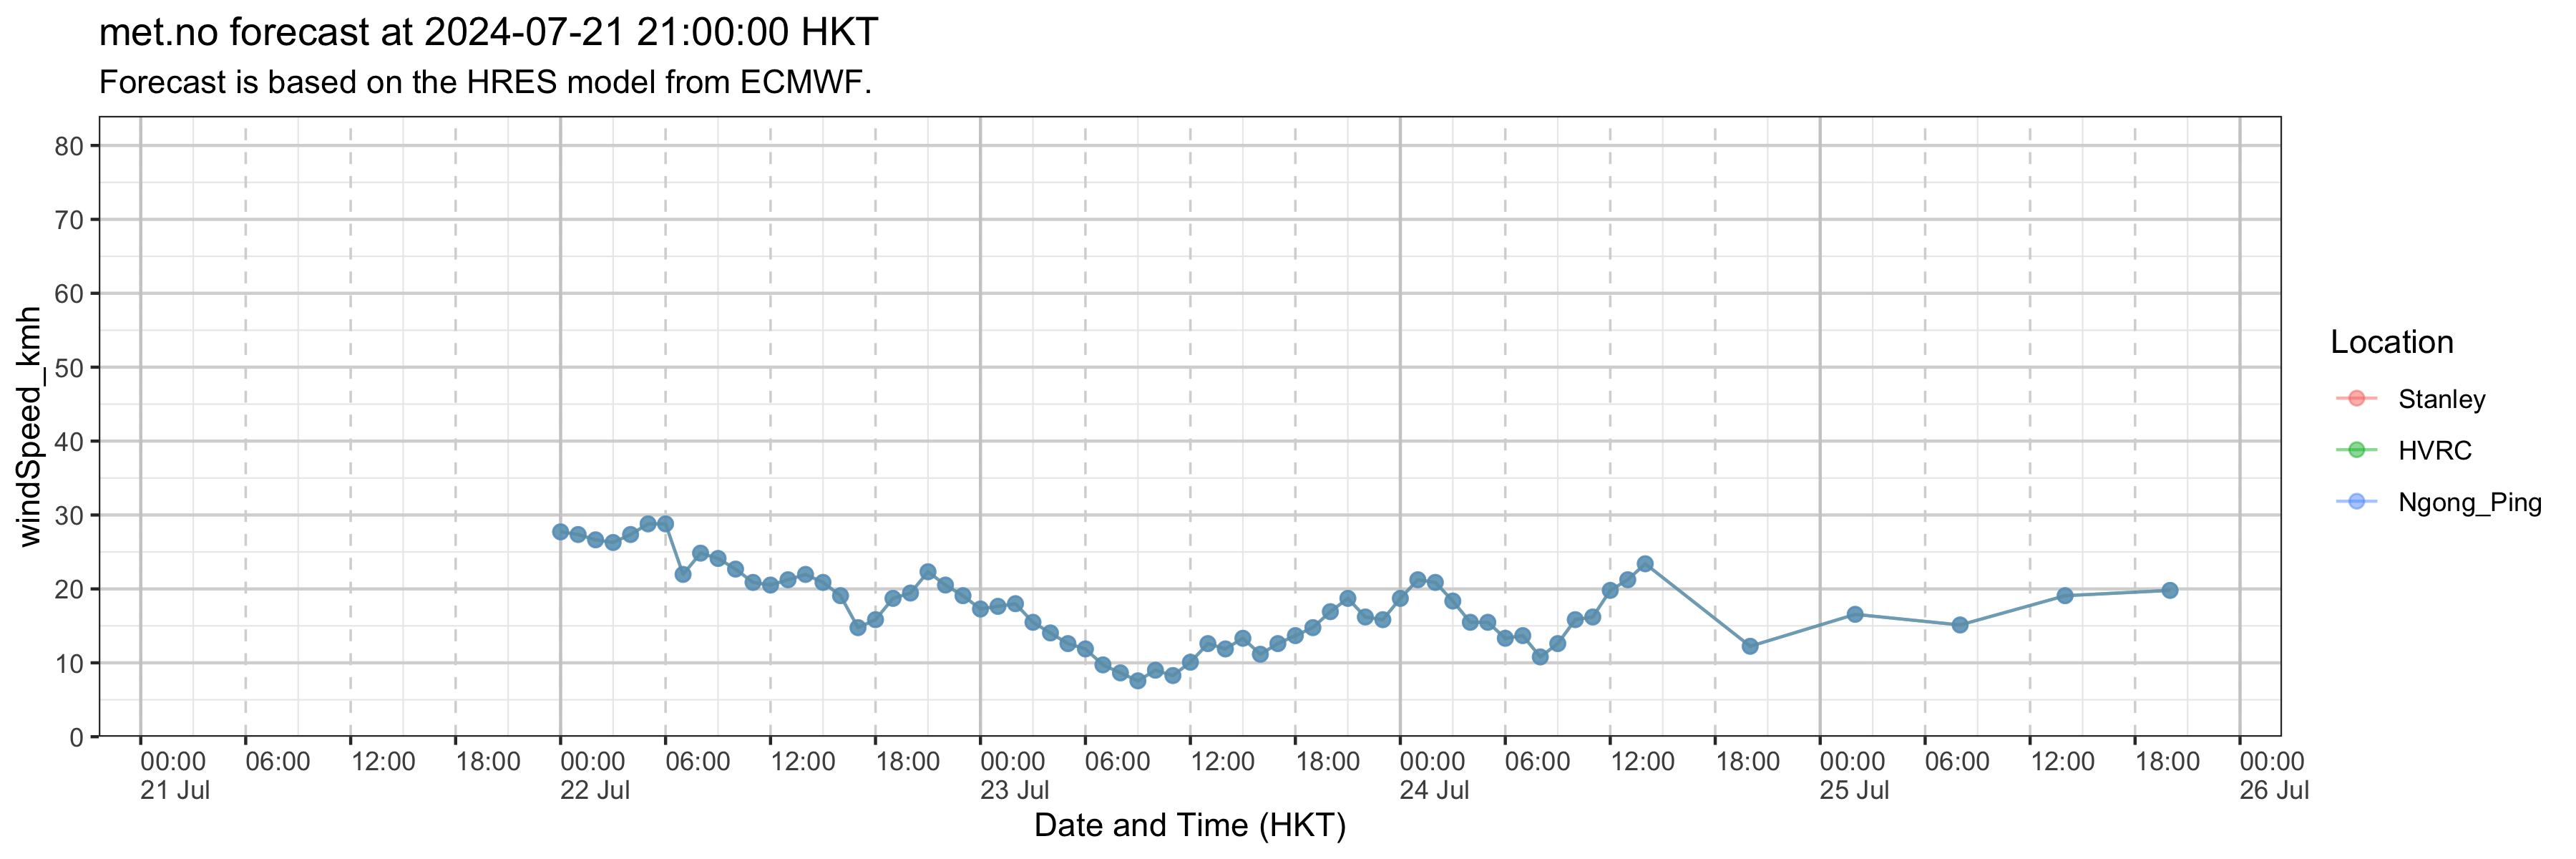 met.no forecast at 2024-07-21 21:00:00 HKT
Forecast is based on the HRES model from ECMWF.
windSpeed_kmh
80
70
60
50
40
30
20
10
0
00:00 06:00 12:00 18:00 00:00 06:00 12:00 18:00 00:00 06:00 12:00 18:00 00:00 06:00 12:00 18:00 00:00 06:00 12:00 18:00 00:00
21 Jul 22 Jul 23 Jul 24 Jul 25 Jul 26 Jul
Date and Time (HKT)
Location
Stanley
HVRC
Ngong_Ping